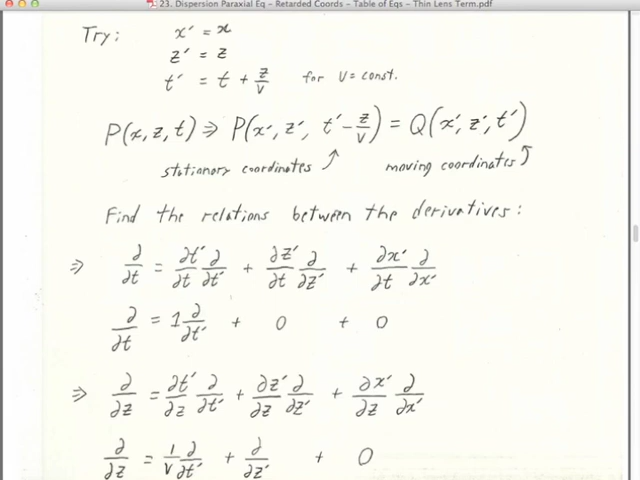 23. Dispersion Paraxial Eq - Retarded Coords - Table of Eqs - Thin Lens Term.pdf
Try: x′ = x
z′ = z
t′ = t + z/v for v = const.
P(x, z, t) ⇒ P(x′, z′, t′ - z/v) = Q(x′, z′, t′)
stationary coordinates ↗ moving coordinates ↗
Find the relations between the derivatives:
⇒ ∂/∂t = ∂t′/∂t ∂/∂t′ + ∂z′/∂t ∂/∂z′ + ∂x′/∂t ∂/∂x′
∂/∂t = 1 ∂/∂t′ + 0 + 0
⇒ ∂/∂z = ∂t′/∂z ∂/∂t′ + ∂z′/∂z ∂/∂z′ + ∂x′/∂z ∂/∂x′
∂/∂z = 1/v ∂/∂t′ + ∂/∂z′ + 0